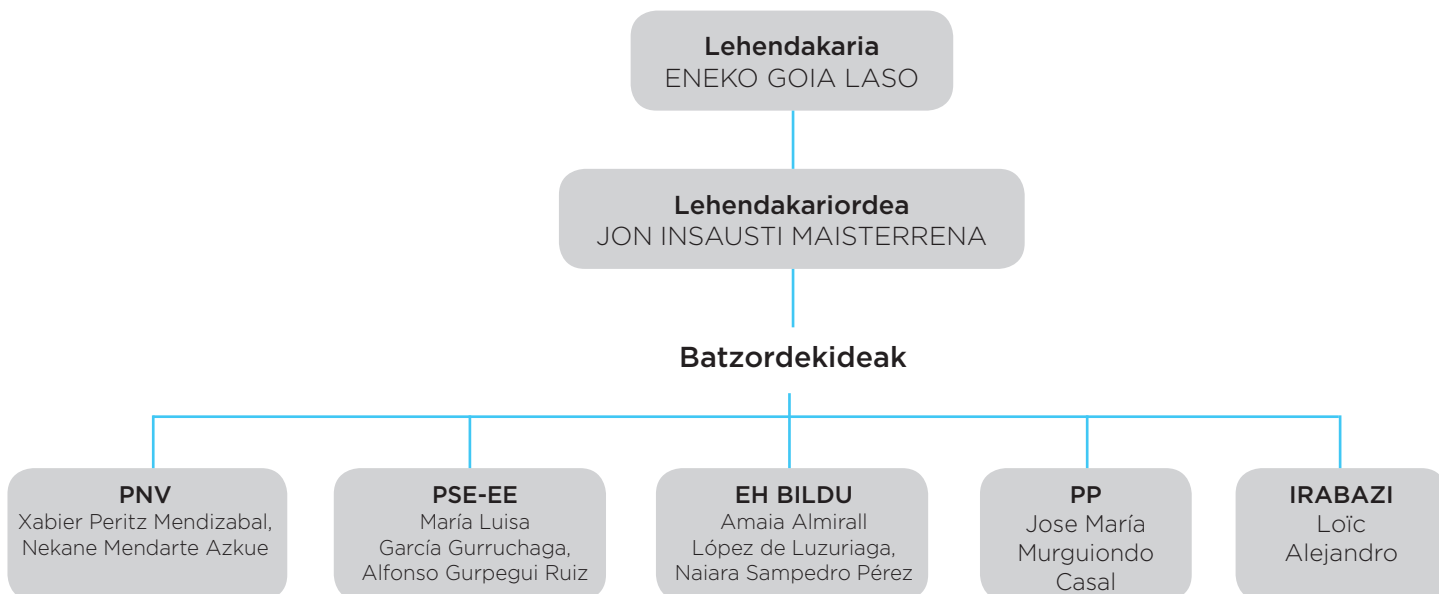 Lehendakaria
ENEKO GOIA LASO
Lehendakariordea
JON INSAUSTI MAISTERRENA
Batzordekideak
PNV
Xabier Peritz Mendizabal,
Nekane Mendarte Azkue
PSE-EE
María Luisa
García Gurruchaga,
Alfonso Gurpegui Ruiz
EH BILDU
Amaia Almirall
López de Luzuriaga,
Naiara Sampedro Pérez
PP
Jose María
Murguiondo
Casal
IRABAZI
Loïc
Alejandro